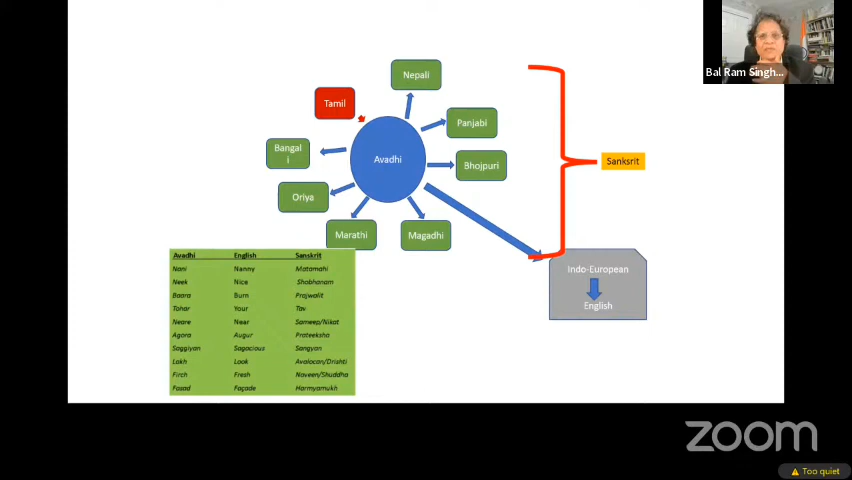 Bal Ram Singh...
Nepali
Tamil
Panjabi
Bangal
i
Avadhi
Bhojpuri
Sanksrit
Oriya
Marathi
Magadhi
Indo-European
English
Avadhi English Sanskrit
Nani Nanny Matamahi
Neek Nice Shobhanam
Baara Burn Prajwalit
Tohar Your Tav
Neare Near Sameep/Nikat
Agora Augur Prateeksha
Saggiyan Sagacious Sangyan
Lakh Look Avalocan/Drishti
Firch Fresh Naveen/Shuddha
Fasad Façade Harmyamukh
zoom
Too quiet